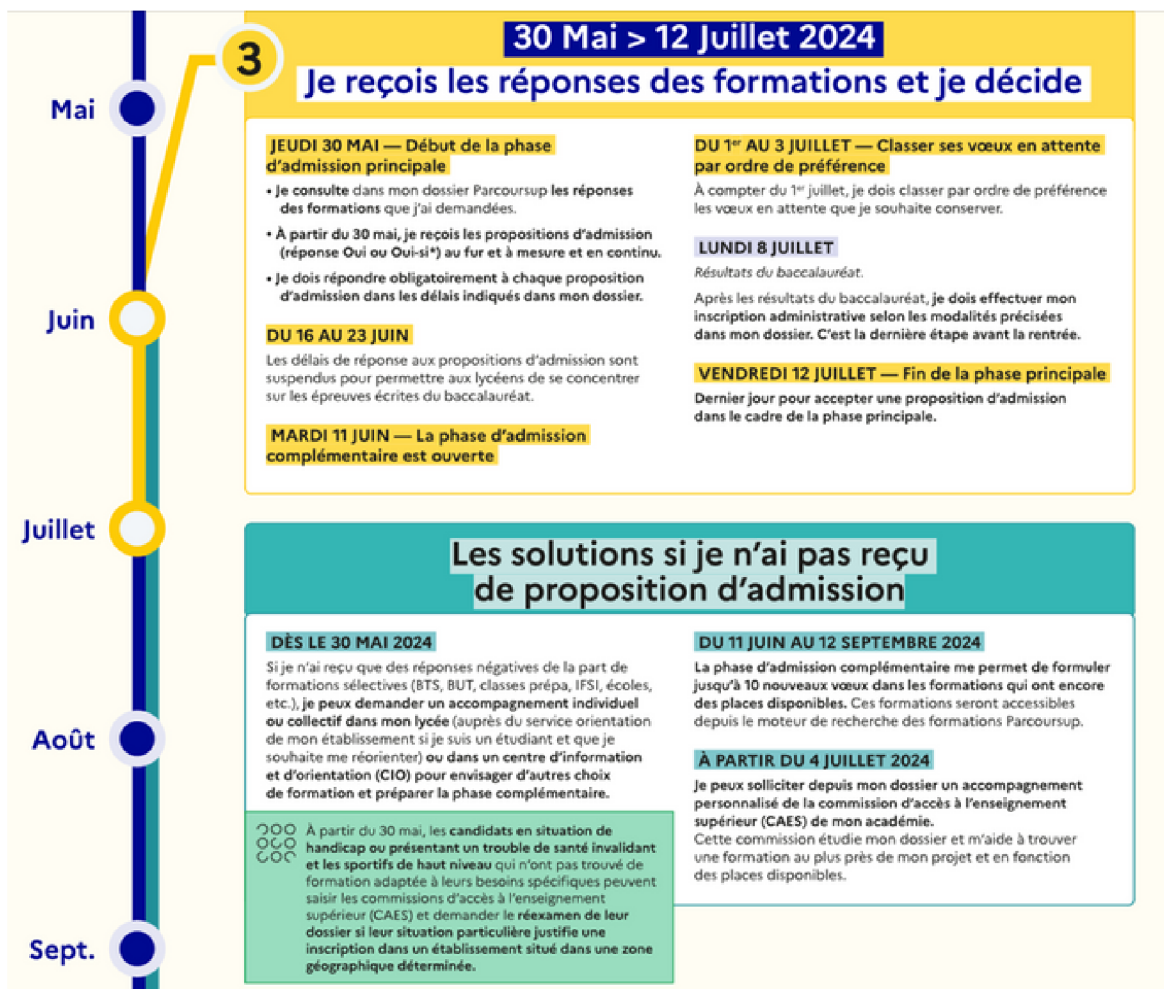 3
30 Mai > 12 Juillet 2024
Je reçois les réponses des formations et je décide
Mai
Juin
Juillet
Août
Sept.
JEUDI 30 MAI — Début de la phase
d'admission principale
• Je consulte dans mon dossier Parcoursup les réponses
des formations que j'ai demandées.
• À partir du 30 mai, je reçois les propositions d'admission
(réponse Oui ou Oui-si*) au fur et à mesure et en continu.
• Je dois répondre obligatoirement à chaque proposition
d'admission dans les délais indiqués dans mon dossier.
DU 16 AU 23 JUIN
Les délais de réponse aux propositions d'admission sont
suspendus pour permettre aux lycéens de se concentrer
sur les épreuves écrites du baccalauréat.
MARDI 11 JUIN — La phase d'admission
complémentaire est ouverte
DU 1er AU 3 JUILLET — Classer ses vœux en attente
par ordre de préférence
À compter du 1er juillet, je dois classer par ordre de préférence
les vœux en attente que je souhaite conserver.
LUNDI 8 JUILLET
Résultats du baccalauréat.
Après les résultats du baccalauréat, je dois effectuer mon
inscription administrative selon les modalités précisées
dans mon dossier. C'est la dernière étape avant la rentrée.
VENDREDI 12 JUILLET — Fin de la phase principale
Dernier jour pour accepter une proposition d'admission
dans le cadre de la phase principale.
Les solutions si je n'ai pas reçu
de proposition d'admission
DÈS LE 30 MAI 2024
Si je n'ai reçu que des réponses négatives de la part de
formations sélectives (BTS, BUT, classes prépa, IFSI, écoles,
etc.), je peux demander un accompagnement individuel
ou collectif dans mon lycée (auprès du service orientation
de mon établissement si je suis un étudiant et que je
souhaite me réorienter) ou dans un centre d'information
et d'orientation (CIO) pour envisager d'autres choix
de formation et préparer la phase complémentaire.
À partir du 30 mai, les candidats en situation de
handicap ou présentant un trouble de santé invalidant
et les sportifs de haut niveau qui n'ont pas trouvé de
formation adaptée à leurs besoins spécifiques peuvent
saisir les commissions d'accès à l'enseignement
supérieur (CAES) et demander le réexamen de leur
dossier si leur situation particulière justifie une
inscription dans un établissement situé dans une zone
géographique déterminée.
DU 11 JUIN AU 12 SEPTEMBRE 2024
La phase d'admission complémentaire me permet de formuler
jusqu'à 10 nouveaux vœux dans les formations qui ont encore
des places disponibles. Ces formations seront accessibles
depuis le moteur de recherche des formations Parcoursup.
À PARTIR DU 4 JUILLET 2024
Je peux solliciter depuis mon dossier un accompagnement
personnalisé de la commission d'accès à l'enseignement
supérieur (CAES) de mon académie.
Cette commission étudie mon dossier et m'aide à trouver
une formation au plus près de mon projet et en fonction
des places disponibles.